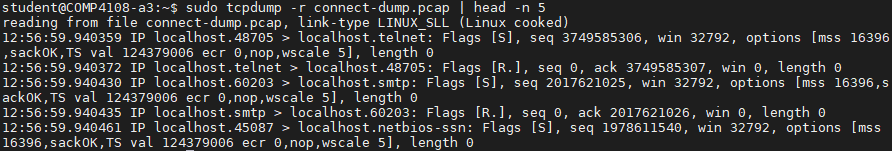 student@COMP4108-a3:~$ sudo tcpdump -r connect-dump.pcap | head -n 5
reading from file connect-dump.pcap, link-type LINUX_SLL (Linux cooked)
12:56:59.940359 IP localhost.48705 > localhost.telnet: Flags [S], seq 3749585306, win 32792, options [mss 16396
,sackOK,TS val 124379006 ecr 0,nop,wscale 5], length 0
12:56:59.940372 IP localhost.telnet > localhost.48705: Flags [R.], seq 0, ack 3749585307, win 0, length 0
12:56:59.940430 IP localhost.60203 > localhost.smtp: Flags [S], seq 2017621025, win 32792, options [mss 16396,s
ackOK,TS val 124379006 ecr 0,nop,wscale 5], length 0
12:56:59.940435 IP localhost.smtp > localhost.60203: Flags [R.], seq 0, ack 2017621026, win 0, length 0
12:56:59.940461 IP localhost.45087 > localhost.netbios-ssn: Flags [S], seq 1978611540, win 32792, options [mss
16396,sackOK,TS val 124379006 ecr 0,nop,wscale 5], length 0